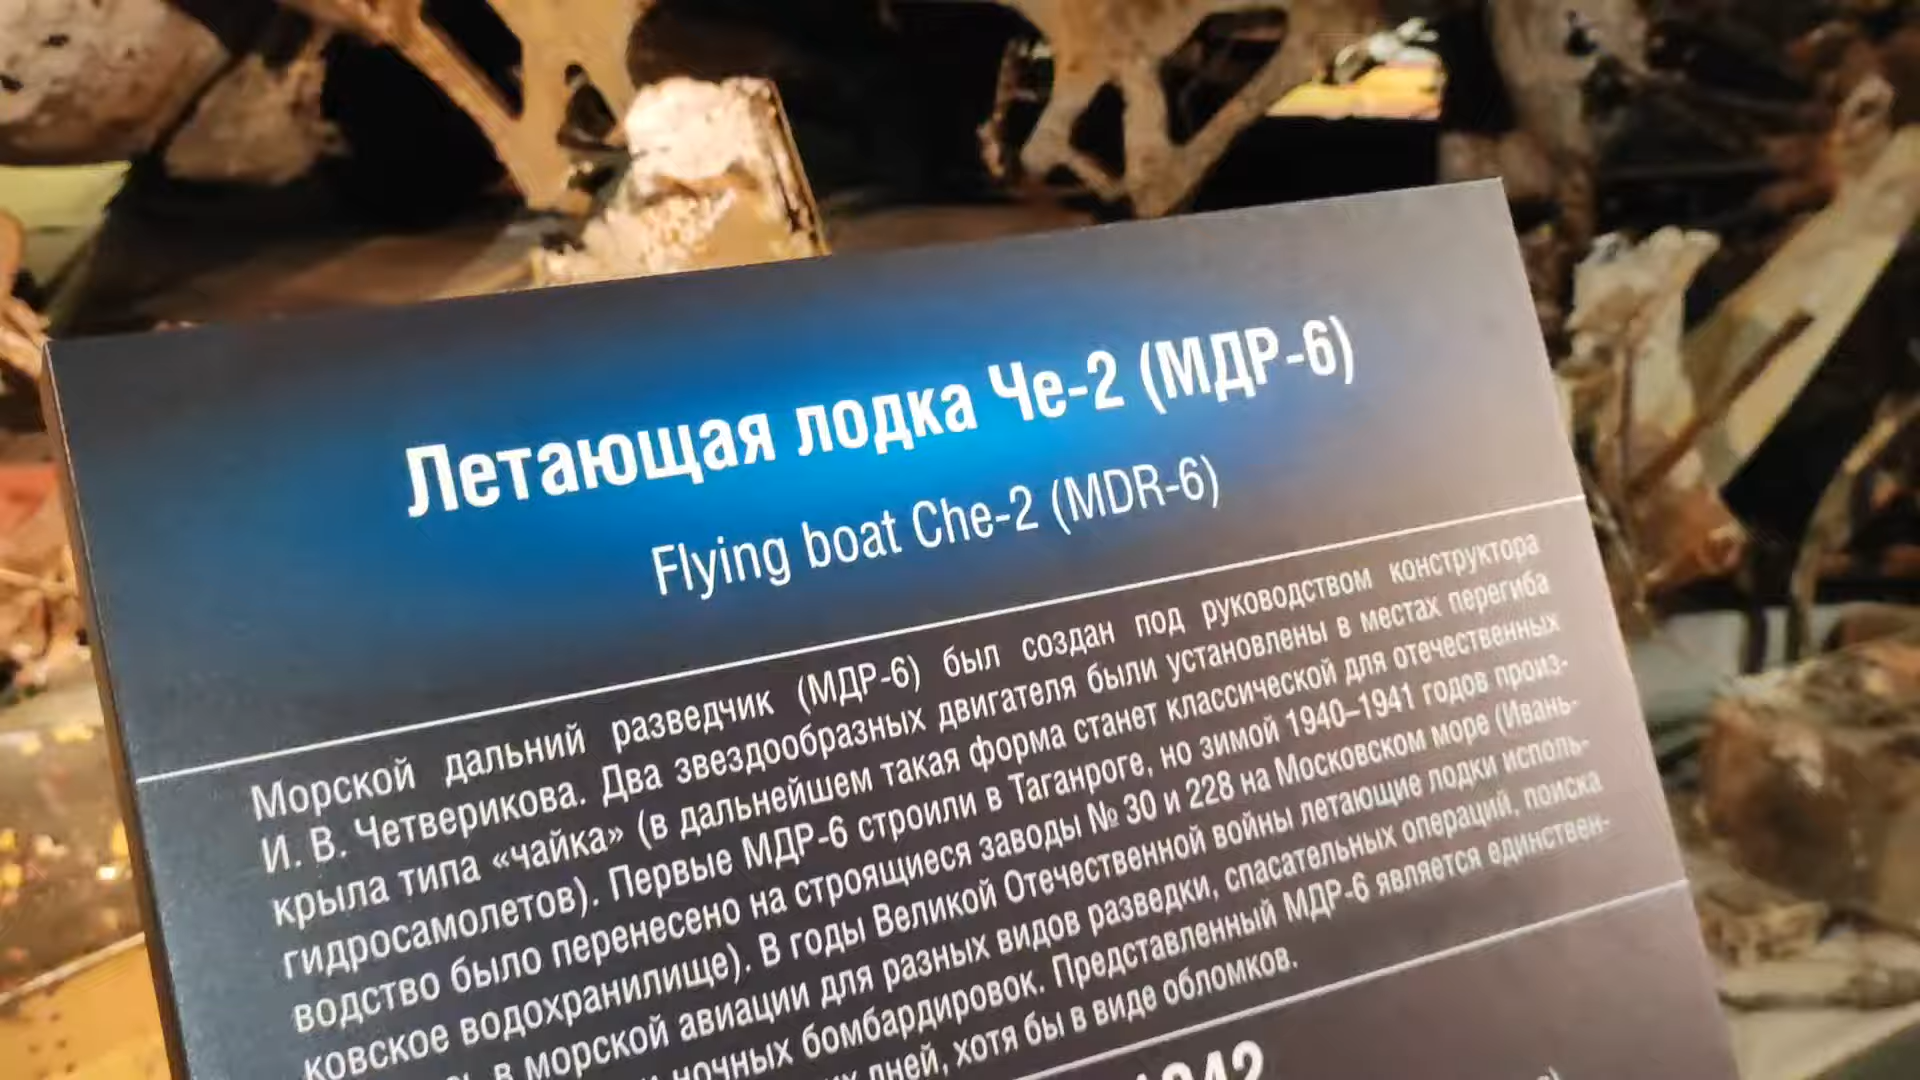 Летающая лодка Че-2 (МДР-6)
Flying boat Che-2 (MDR-6)
Морской дальний разведчик (МДР-6) был создан под руководством конструктора
И. В. Четверикова. Два звездообразных двигателя были установлены в местах перегиба
крыла типа «чайка» (в дальнейшем такая форма станет классической для отечественных
гидросамолетов). Первые МДР-6 строили в Таганроге, но зимой 1940–1941 годов произ-
водство было перенесено на строящиеся заводы № 30 и 228 на Московском море (Ивань-
ковское водохранилище). В годы Великой Отечественной войны летающие лодки исполь-
в морской авиации для разных видов разведки, спасательных операций, поиска
ночных бомбардировок. Представленный МДР-6 является единствен-
дней, хотя бы в виде обломков.
1942